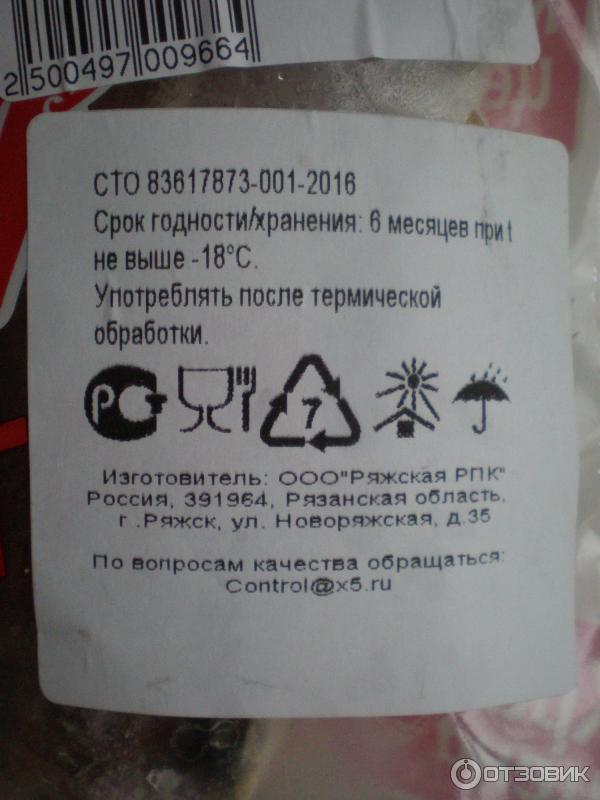 2 500497 009664
СТО 83617873-001-2016
Срок годности/хранения: 6 месяцев при t
не выше -18°С.
Употреблять после термической
обработки.
РС 7
Изготовитель: ООО"Ряжская РПК"
Россия, 391964, Рязанская область,
г .Ряжск, ул. Новоряжская, д.35
По вопросам качества обращаться:
Control@x5.ru
ОТЗОВИК